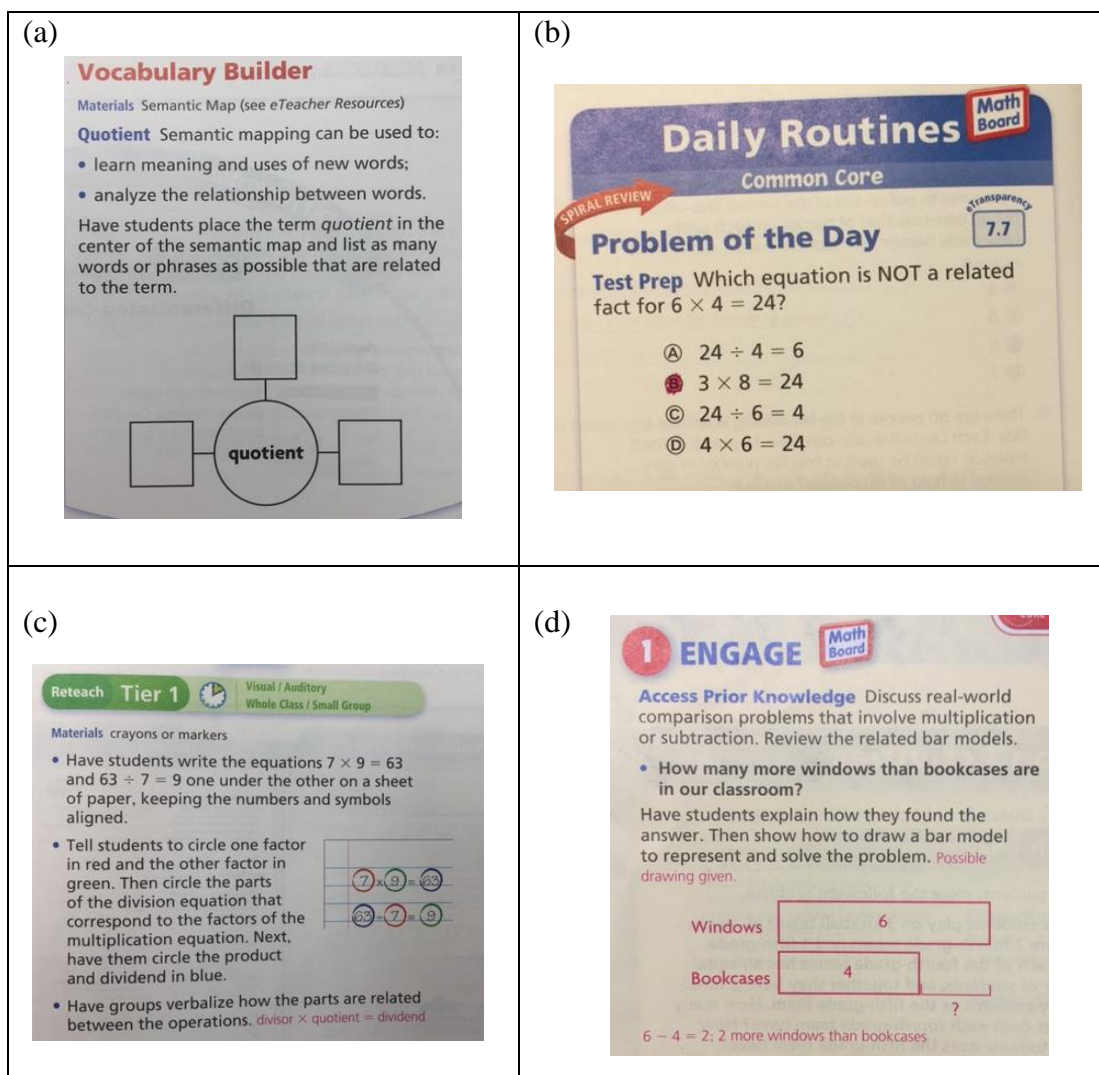 (a)
Vocabulary Builder
Materials Semantic Map (see eTeacher Resources)
Quotient Semantic mapping can be used to:
• learn meaning and uses of new words;
• analyze the relationship between words.
Have students place the term quotient in the
center of the semantic map and list as many
words or phrases as possible that are related
to the term.
quotient
(b)
Math
Board
Daily Routines
Common Core
SPIRAL REVIEW
eTransparency
7.7
Problem of the Day
Test Prep Which equation is NOT a related
fact for 6 × 4 = 24?
Ⓐ 24 ÷ 4 = 6
Ⓑ 3 × 8 = 24
Ⓒ 24 ÷ 6 = 4
Ⓓ 4 × 6 = 24
(c)
Reteach Tier 1
Visual / Auditory
Whole Class / Small Group
Materials crayons or markers
• Have students write the equations 7 × 9 = 63
and 63 ÷ 7 = 9 one under the other on a sheet
of paper, keeping the numbers and symbols
aligned.
• Tell students to circle one factor
in red and the other factor in
green. Then circle the parts
of the division equation that
correspond to the factors of the
multiplication equation. Next,
have them circle the product
and dividend in blue.
7 × 9 = 63
63 ÷ 7 = 9
• Have groups verbalize how the parts are related
between the operations. divisor × quotient = dividend
(d)
1 ENGAGE
Math
Board
Access Prior Knowledge Discuss real-world
comparison problems that involve multiplication
or subtraction. Review the related bar models.
• How many more windows than bookcases are
in our classroom?
Have students explain how they found the
answer. Then show how to draw a bar model
to represent and solve the problem. Possible
drawing given.
Windows 6
Bookcases 4
?
6 − 4 = 2; 2 more windows than bookcases